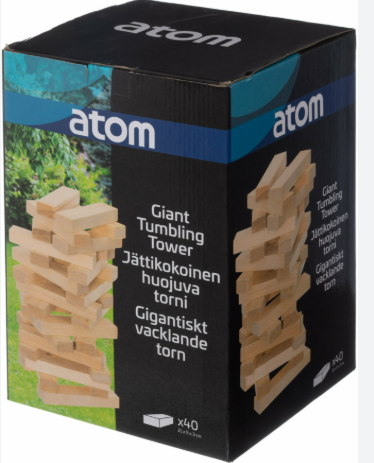 atom
atom
Giant
Tumbling
Tower
Jättikokoinen
huojuva
torni
Gigantiskt
vacklande
torn
x40
atom
Giant
Tumbling
Tower
Jättikokoinen
huojuva
torni
Gigantiskt
vacklande
torn
x40